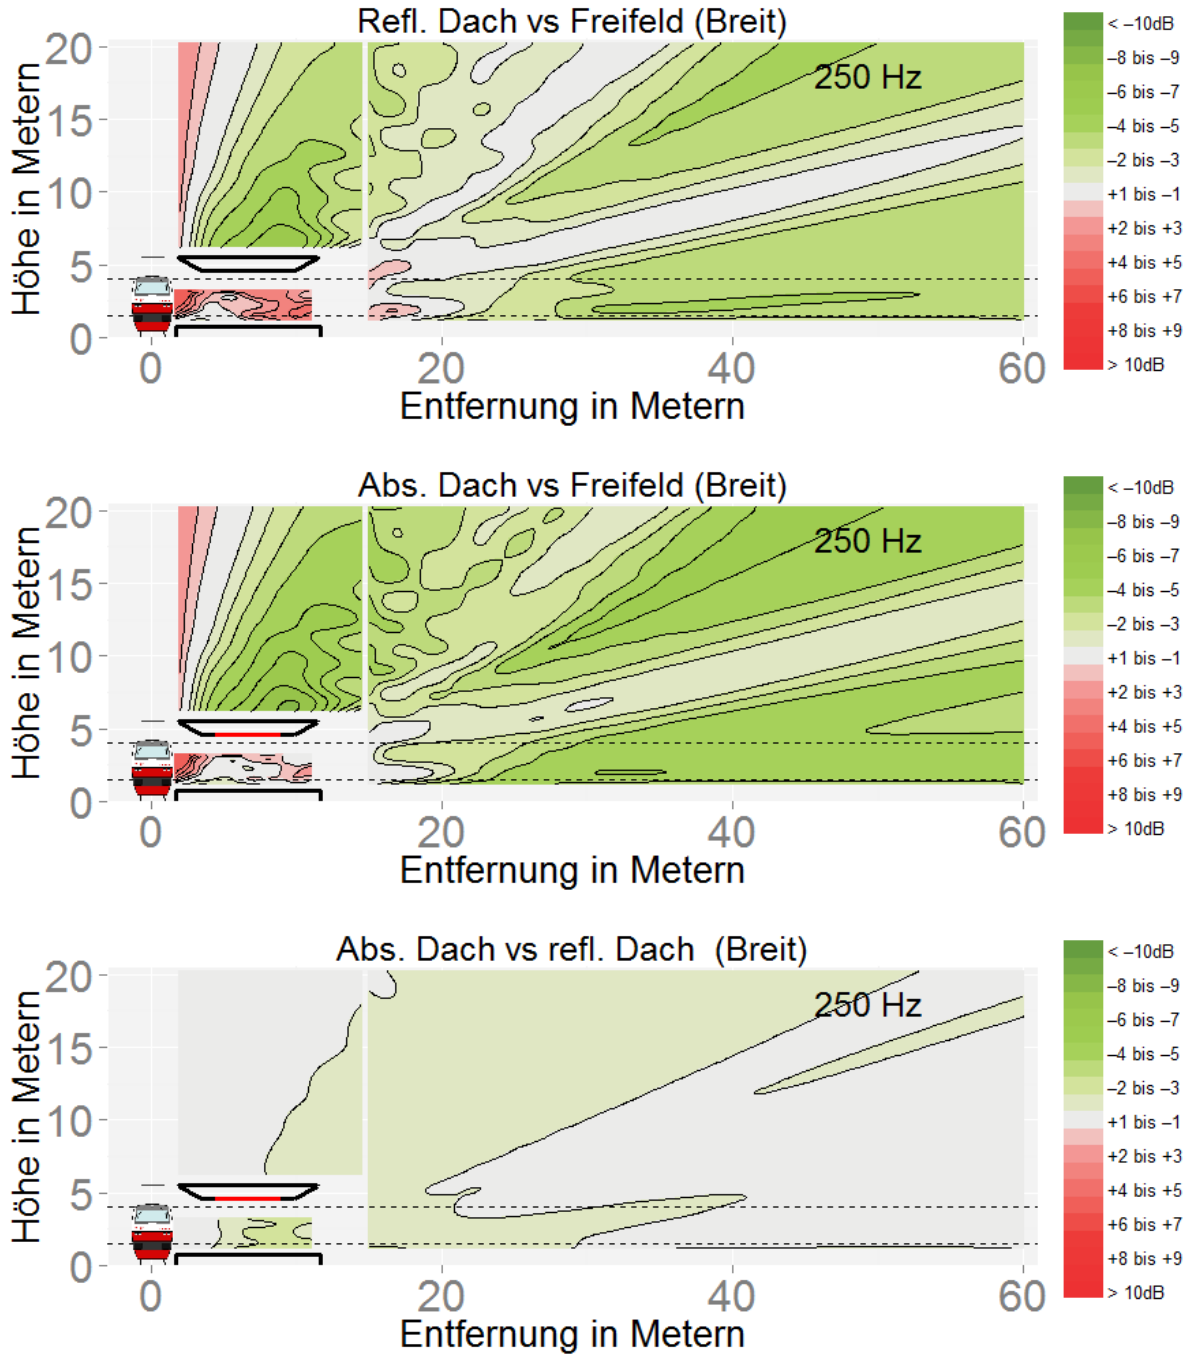 Refl. Dach vs Freifeld (Breit)
250 Hz
Höhe in Metern
20
15
10
5
0
0
20
40
60
Entfernung in Metern
< –10dB
–8 bis –9
–6 bis –7
–4 bis –5
–2 bis –3
+1 bis –1
+2 bis +3
+4 bis +5
+6 bis +7
+8 bis +9
> 10dB
Abs. Dach vs Freifeld (Breit)
250 Hz
Höhe in Metern
20
15
10
5
0
0
20
40
60
Entfernung in Metern
< –10dB
–8 bis –9
–6 bis –7
–4 bis –5
–2 bis –3
+1 bis –1
+2 bis +3
+4 bis +5
+6 bis +7
+8 bis +9
> 10dB
Abs. Dach vs refl. Dach (Breit)
250 Hz
Höhe in Metern
20
15
10
5
0
0
20
40
60
Entfernung in Metern
< –10dB
–8 bis –9
–6 bis –7
–4 bis –5
–2 bis –3
+1 bis –1
+2 bis +3
+4 bis +5
+6 bis +7
+8 bis +9
> 10dB